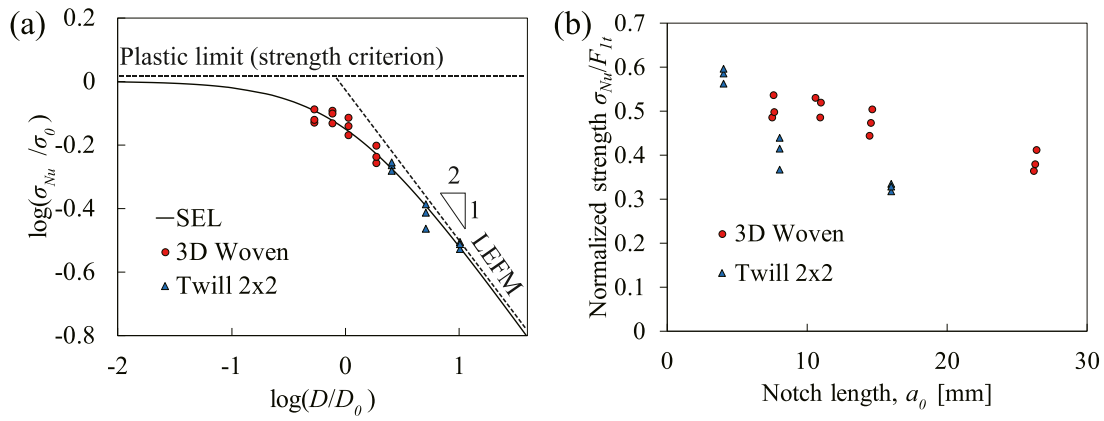 (a)
0.2
0
-0.2
-0.4
-0.6
-0.8
log(σNu /σ0)
Plastic limit (strength criterion)
2
1
LEFM
SEL
3D Woven
Twill 2x2
-2
-1
0
1
log(D/D0 )
(b)
0.7
0.6
0.5
0.4
0.3
0.2
0.1
0
Normalized strength σNu/F1t
3D Woven
Twill 2x2
0
10
20
30
Notch length, a0 [mm]